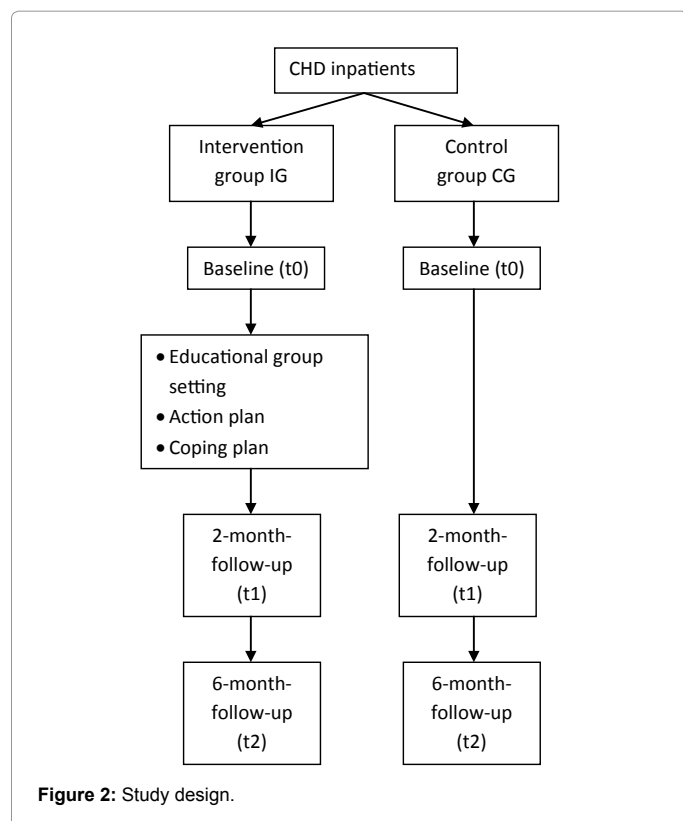 CHD inpatients
Intervention
group IG
Control
group CG
Baseline (t0)
Baseline (t0)
• Educational group
setting
• Action plan
• Coping plan
2-month-
follow-up
(t1)
2-month-
follow-up
(t1)
6-month-
follow-up
(t2)
6-month-
follow-up
(t2)
Figure 2: Study design.